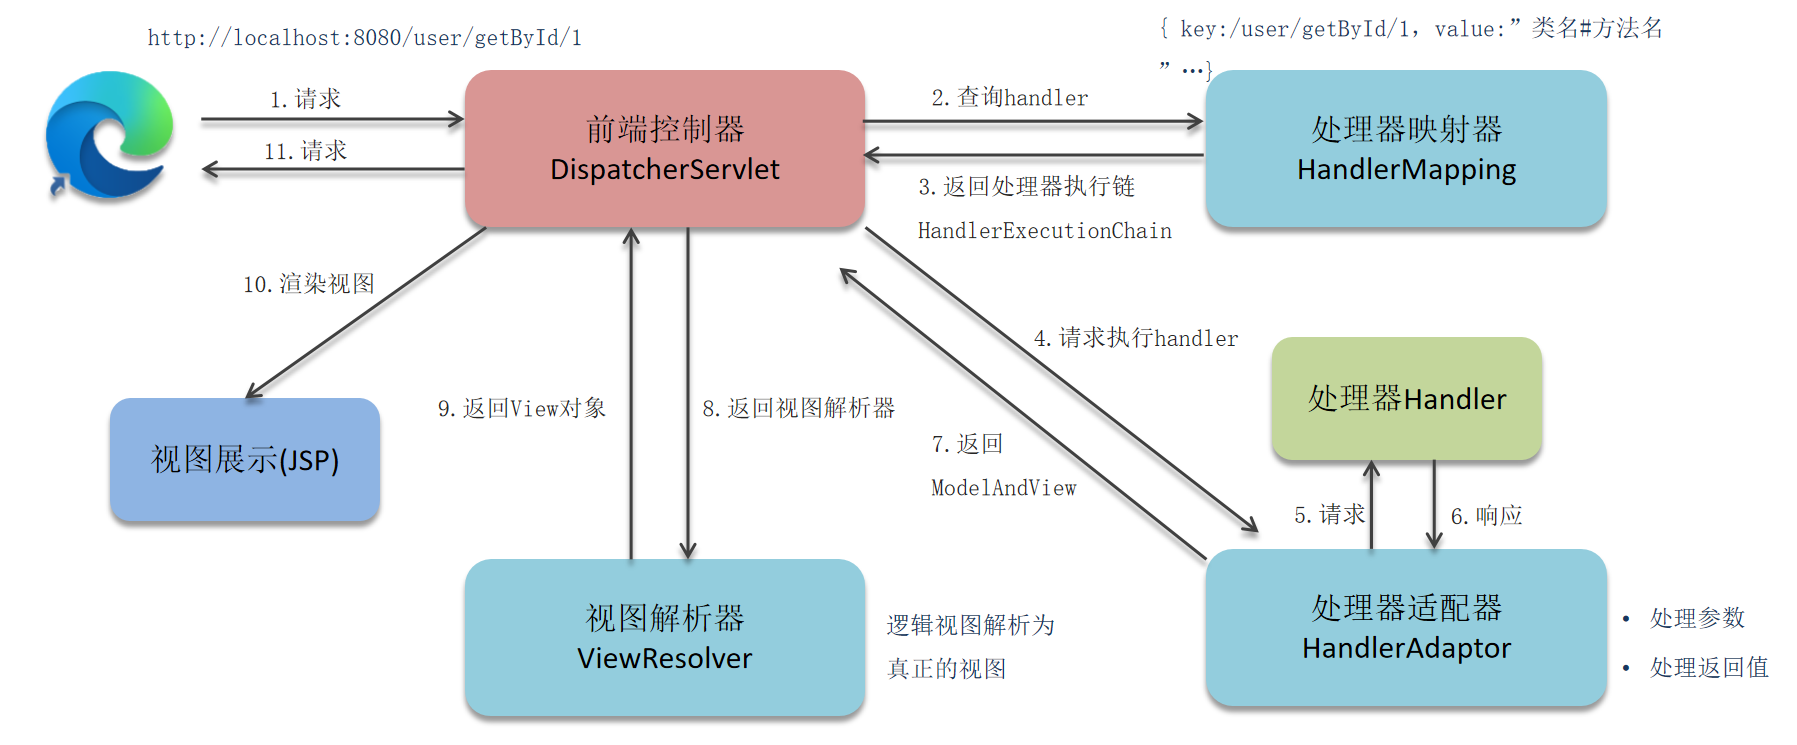 http://localhost:8080/user/getById/1
{ key:/user/getById/1, value:” 类名#方法名
”…}
1.请求
11.请求
前端控制器
DispatcherServlet
2.查询handler
3.返回处理器执行链
HandlerExecutionChain
处理器映射器
HandlerMapping
10.渲染视图
4.请求执行handler
处理器Handler
9.返回View对象
8.返回视图解析器
7.返回
ModelAndView
视图展示(JSP)
5.请求
6.响应
视图解析器
ViewResolver
逻辑视图解析为
真正的视图
处理器适配器
HandlerAdaptor
• 处理参数
• 处理返回值